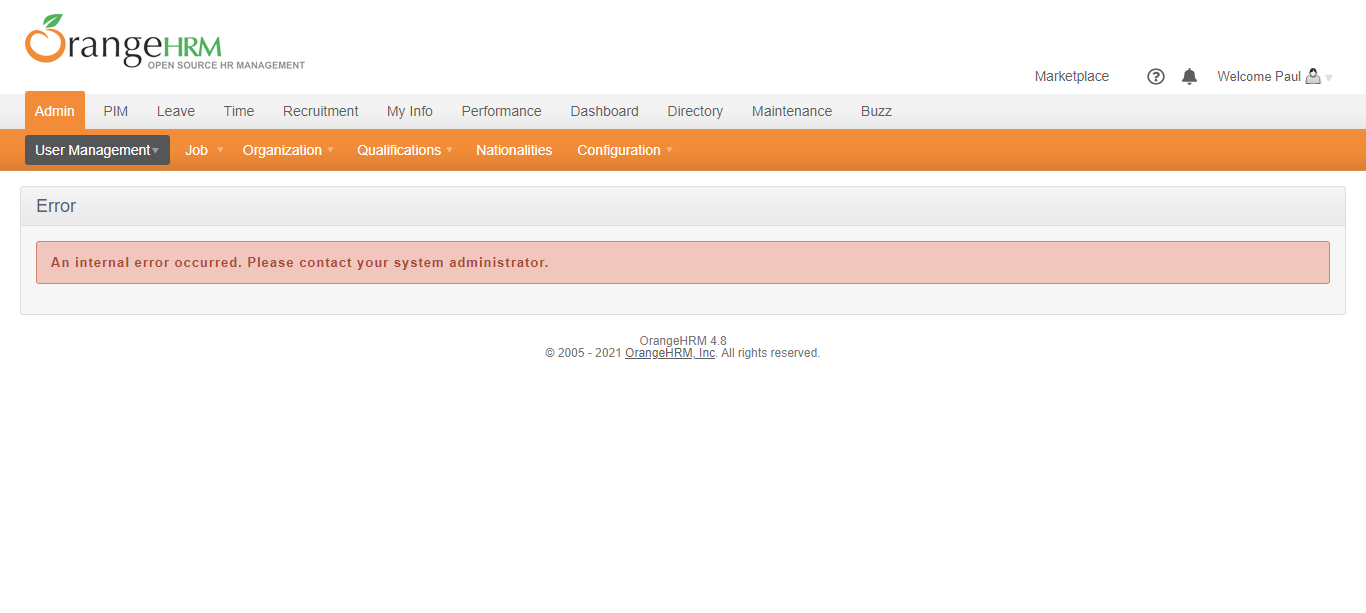 OrangeHRM
OPEN SOURCE HR MANAGEMENT
Marketplace ? Welcome Paul
Admin PIM Leave Time Recruitment My Info Performance Dashboard Directory Maintenance Buzz
User Management Job Organization Qualifications Nationalities Configuration
Error
An internal error occurred. Please contact your system administrator.
OrangeHRM 4.8
© 2005 - 2021 OrangeHRM, Inc. All rights reserved.